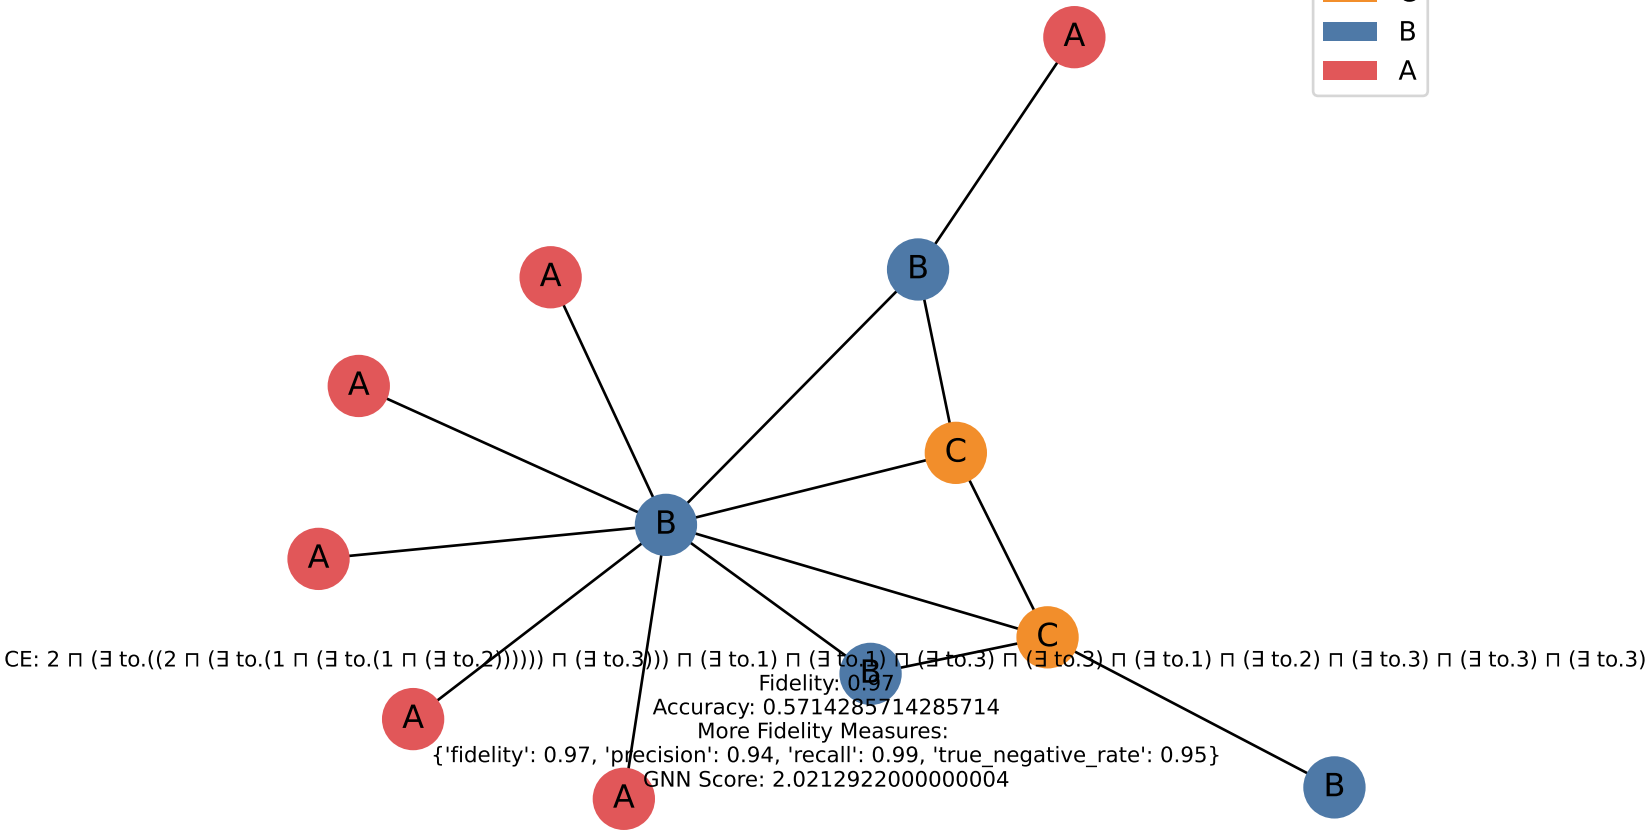 B
A
A
B
A
A
C
B
A
C
CE: 2 ⊓ (∃ to.((2 ⊓ (∃ to.(1 ⊓ (∃ to.(1 ⊓ (∃ to.2)))))) ⊓ (∃ to.3))) ⊓ (∃ to.1) ⊓ (∃ to.1) ⊓ (∃ to.3) ⊓ (∃ to.3) ⊓ (∃ to.1) ⊓ (∃ to.2) ⊓ (∃ to.3) ⊓ (∃ to.3) ⊓ (∃ to.3)
B
Fidelity: 0.97
Accuracy: 0.5714285714285714
A
More Fidelity Measures:
{'fidelity': 0.97, 'precision': 0.94, 'recall': 0.99, 'true_negative_rate': 0.95}
GNN Score: 2.0212922000000004
B
A